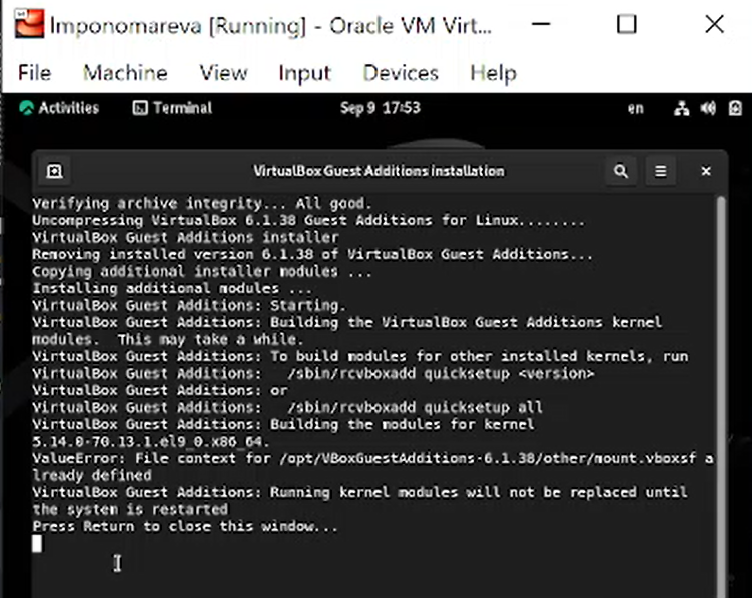 Imponomareva [Running] - Oracle VM Virt...
File Machine View Input Devices Help
Activities Terminal Sep 9 17:53 en
VirtualBox Guest Additions installation
Verifying archive integrity... All good.
Uncompressing VirtualBox 6.1.38 Guest Additions for Linux........
VirtualBox Guest Additions installer
Removing installed version 6.1.38 of VirtualBox Guest Additions...
Copying additional installer modules ...
Installing additional modules ...
VirtualBox Guest Additions: Starting.
VirtualBox Guest Additions: Building the VirtualBox Guest Additions kernel
modules.  This may take a while.
VirtualBox Guest Additions: To build modules for other installed kernels, run
VirtualBox Guest Additions:   /sbin/rcvboxadd quicksetup <version>
VirtualBox Guest Additions: or
VirtualBox Guest Additions:   /sbin/rcvboxadd quicksetup all
VirtualBox Guest Additions: Building the modules for kernel
5.14.0-70.13.1.el9_0.x86_64.
ValueError: File context for /opt/VBoxGuestAdditions-6.1.38/other/mount.vboxsf a
lready defined
VirtualBox Guest Additions: Running kernel modules will not be replaced until
the system is restarted
Press Return to close this window...